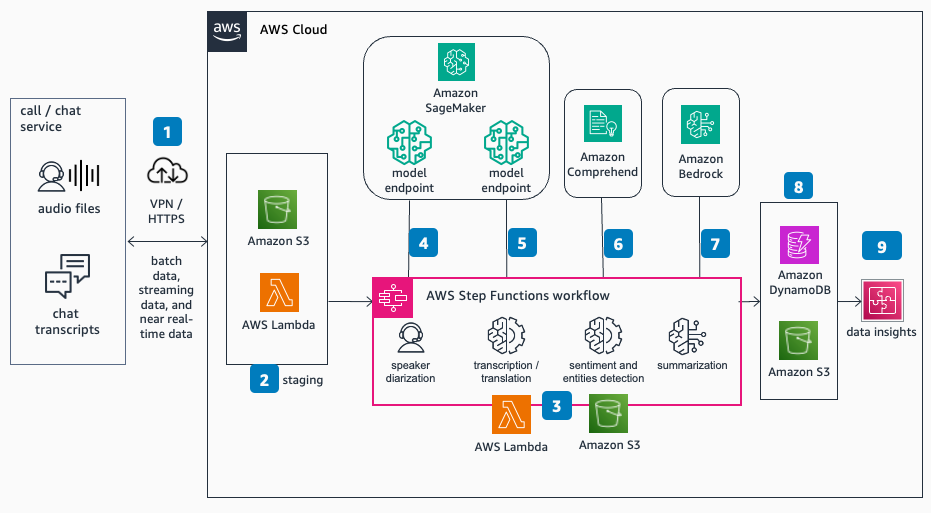 aws
AWS Cloud
call / chat
service
audio files
chat
transcripts
1
VPN /
HTTPS
batch
data,
streaming
data, and
near real-
time data
Amazon S3
AWS Lambda
2
staging
Amazon
SageMaker
model
endpoint
model
endpoint
Amazon
Comprehend
Amazon
Bedrock
4
5
6
7
AWS Step Functions workflow
speaker
diarization
transcription /
translation
sentiment and
entities detection
summarization
3
AWS Lambda
Amazon S3
8
Amazon
DynamoDB
Amazon S3
9
data insights